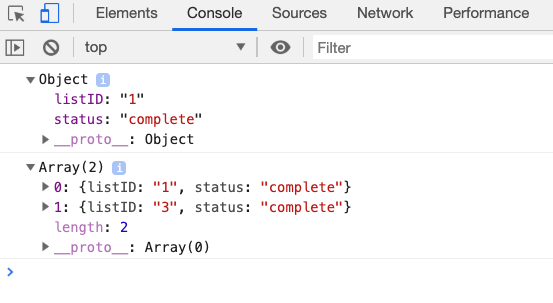 Elements Console Sources Network Performance
top ▼ Filter
▼Object i
listID: "1"
status: "complete"
▶__proto__: Object
▼Array(2) i
▶0: {listID: "1", status: "complete"}
▶1: {listID: "3", status: "complete"}
length: 2
▶__proto__: Array(0)
>